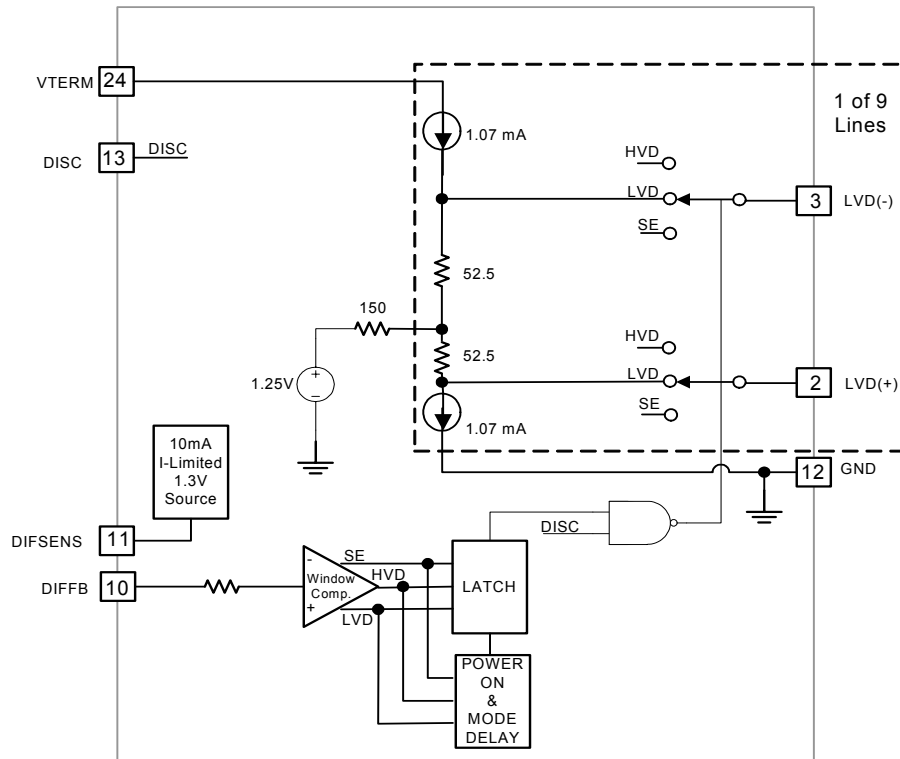 VTERM
24
1.07 mA
1 of 9
Lines
DISC
13
DISC
HVD
LVD
SE
3
LVD(-)
52.5
150
52.5
HVD
LVD
SE
2
LVD(+)
1.25V
+
–
1.07 mA
12
GND
10mA
I-Limited
1.3V
Source
DIFSENS
11
DIFFB
10
-
Window
Comp.
+
SE
HVD
LVD
LATCH
DISC
POWER
ON
&
MODE
DELAY